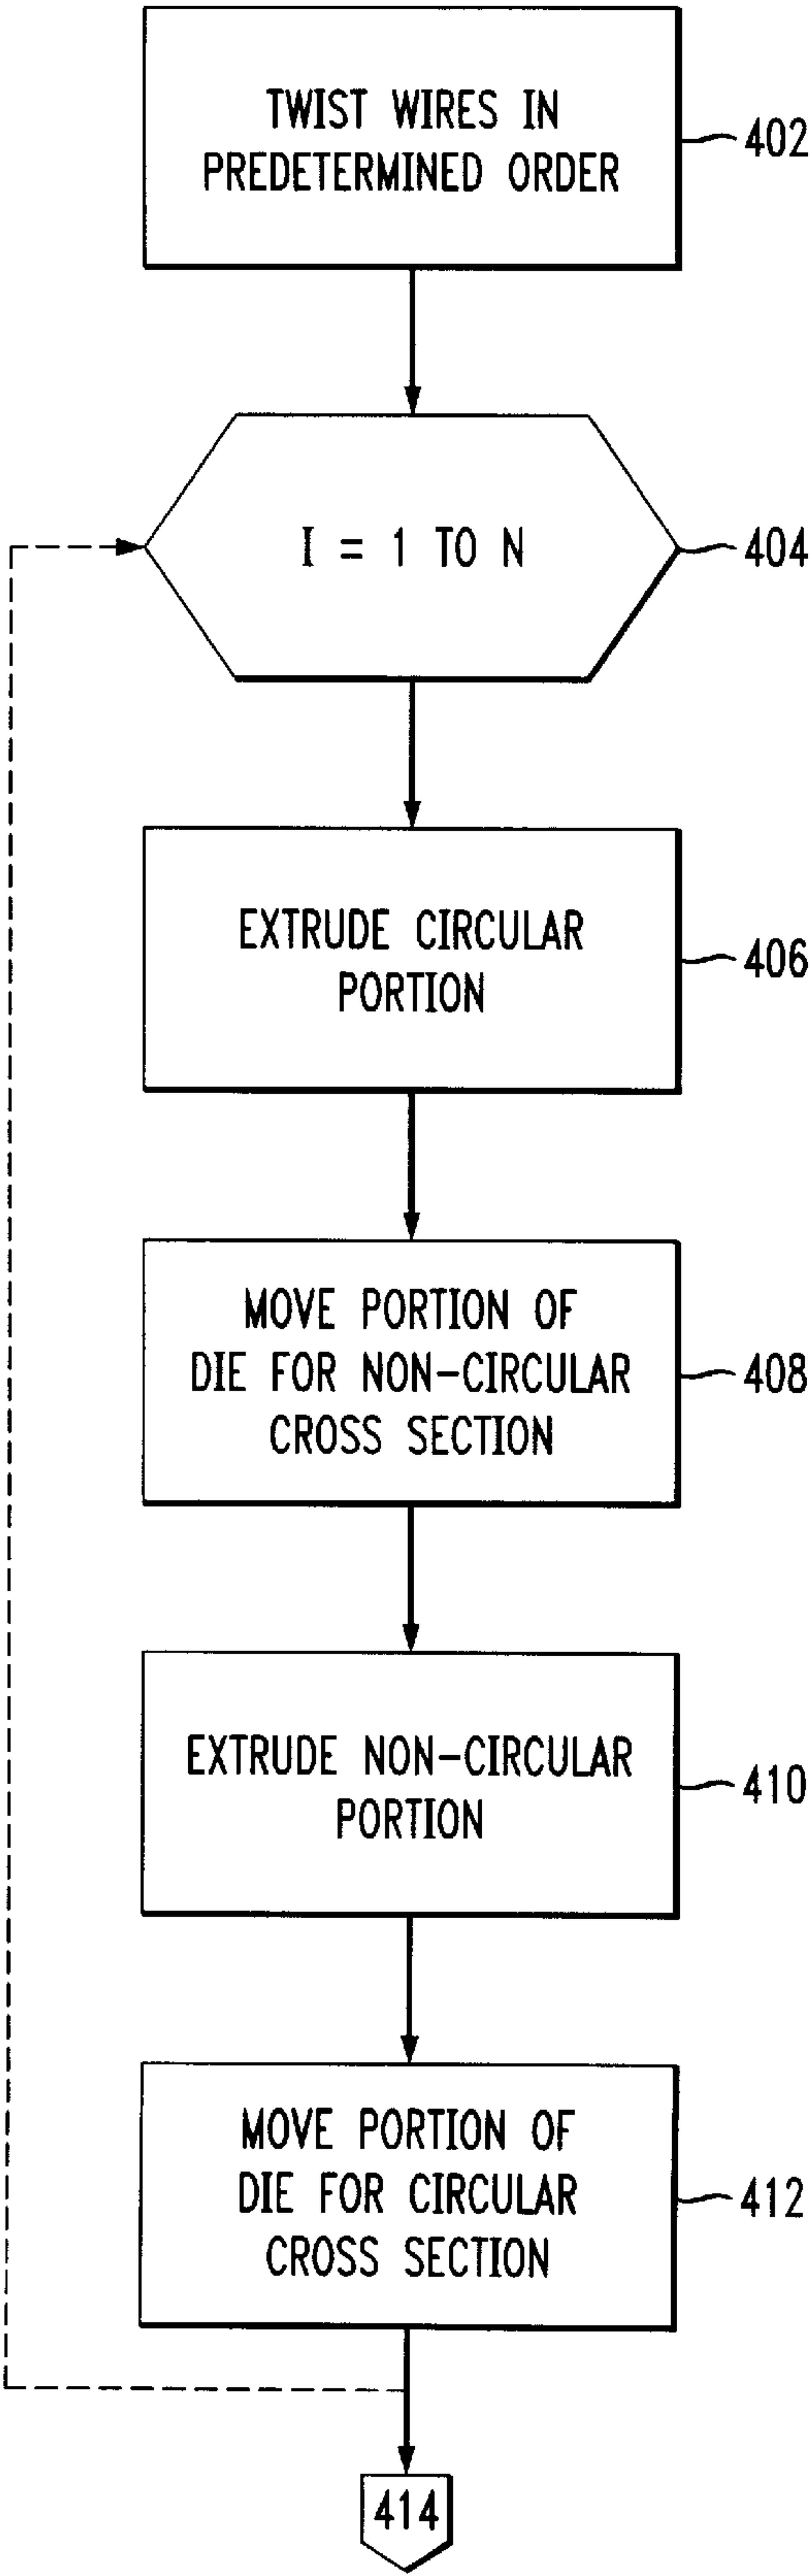 TWIST WIRES IN
PREDETERMINED ORDER
402
I = 1 TO N
404
EXTRUDE CIRCULAR
PORTION
406
MOVE PORTION OF
DIE FOR NON-CIRCULAR
CROSS SECTION
408
EXTRUDE NON-CIRCULAR
PORTION
410
MOVE PORTION OF
DIE FOR CIRCULAR
CROSS SECTION
412
414